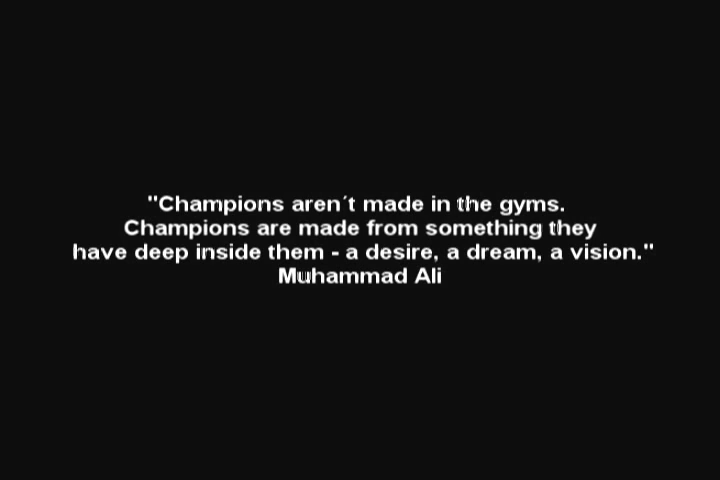 "Champions aren´t made in the gyms.
Champions are made from something they
have deep inside them - a desire, a dream, a vision."
Muhammad Ali